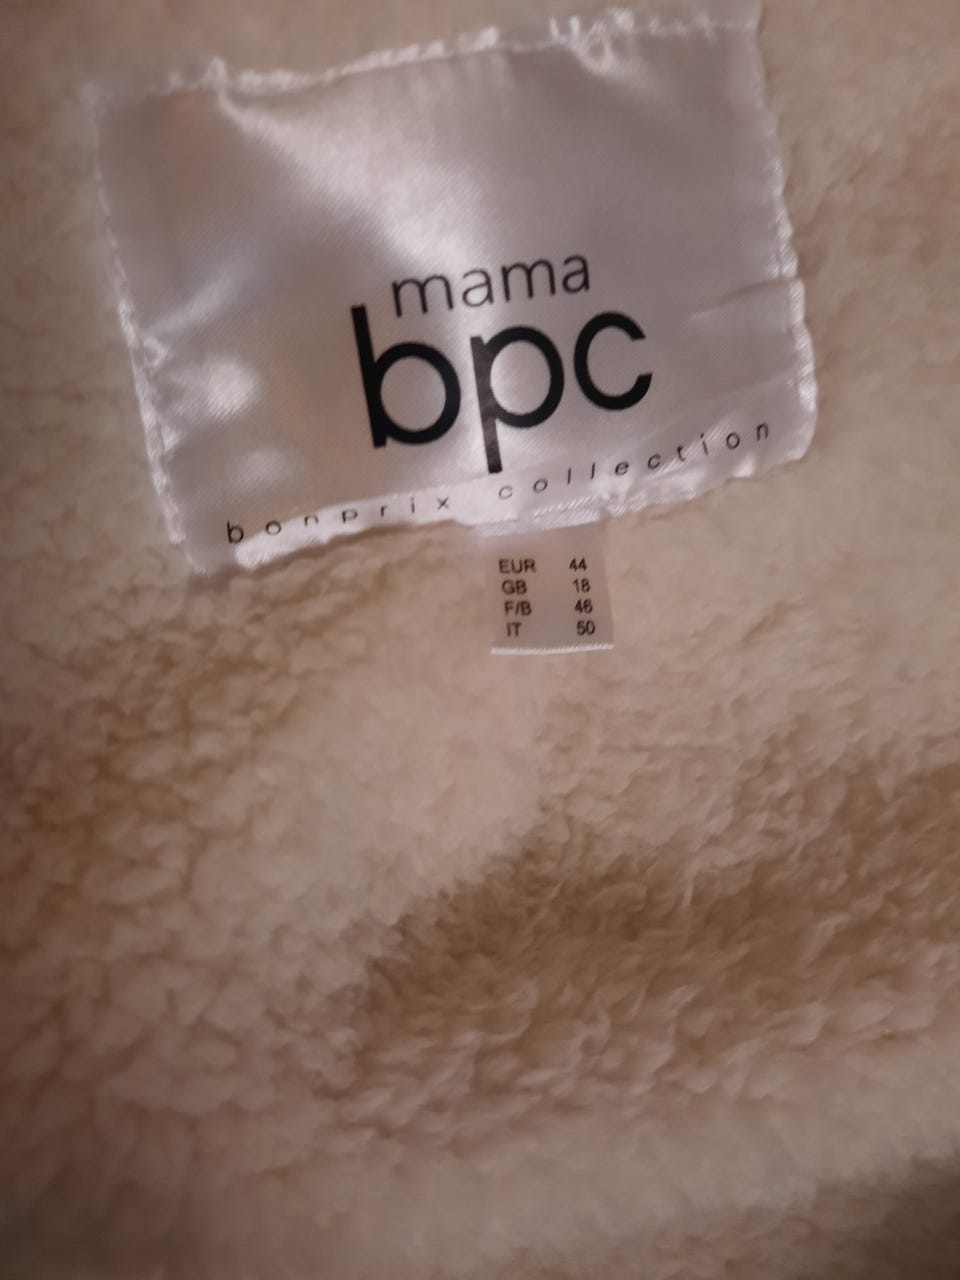 mama
bpc
bonprix collection
EUR 44
GB 18
F/B 46
IT 50